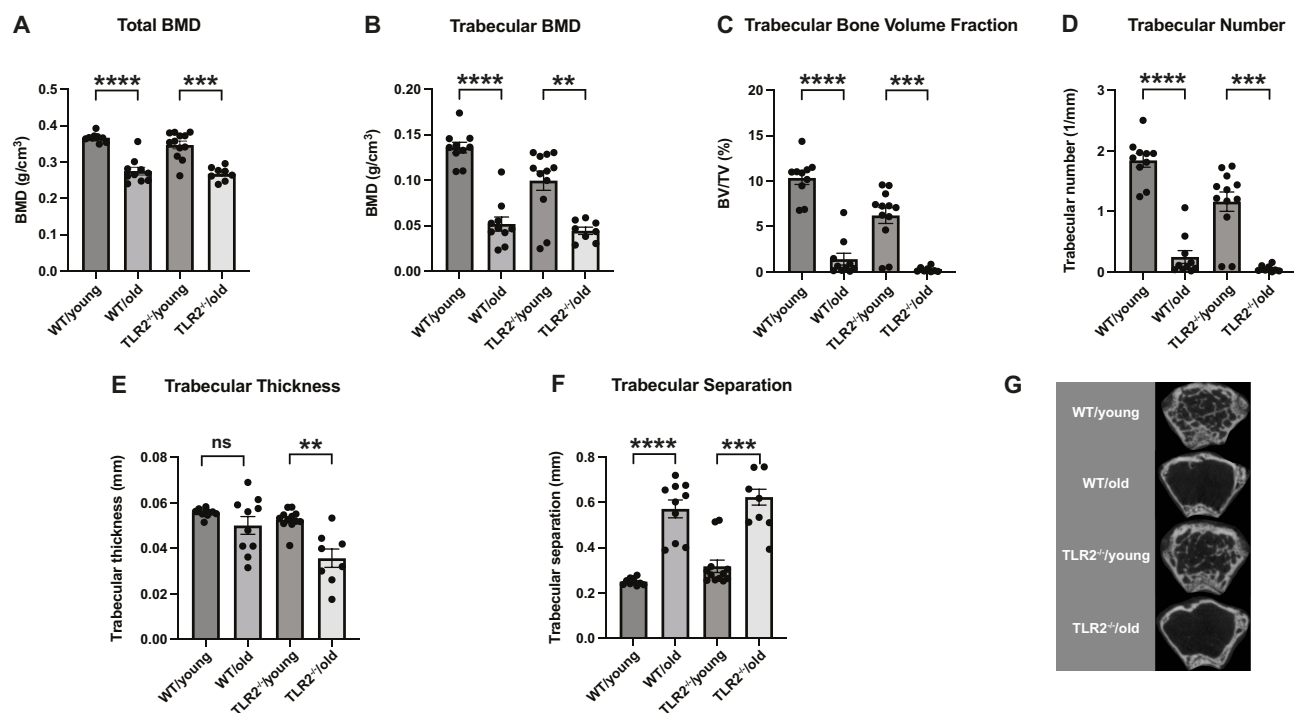 A Total BMD
BMD (g/cm³)
0.5
0.4
0.3
0.2
0.1
0.0
**** ***
WT/young
WT/old
TLR2⁻/⁻/young
TLR2⁻/⁻/old
B Trabecular BMD
BMD (g/cm³)
0.20
0.15
0.10
0.05
0.00
**** **
WT/young
WT/old
TLR2⁻/⁻/young
TLR2⁻/⁻/old
C Trabecular Bone Volume Fraction
BV/TV (%)
20
15
10
5
0
**** ***
WT/young
WT/old
TLR2⁻/⁻/young
TLR2⁻/⁻/old
D Trabecular Number
Trabecular number (1/mm)
3
2
1
0
**** ***
WT/young
WT/old
TLR2⁻/⁻/young
TLR2⁻/⁻/old
E Trabecular Thickness
Trabecular thickness (mm)
0.08
0.06
0.04
0.02
0.00
ns **
WT/young
WT/old
TLR2⁻/⁻/young
TLR2⁻/⁻/old
F Trabecular Separation
Trabecular separation (mm)
0.8
0.6
0.4
0.2
0.0
**** ***
WT/young
WT/old
TLR2⁻/⁻/young
TLR2⁻/⁻/old
G
WT/young
WT/old
TLR2⁻/⁻/young
TLR2⁻/⁻/old